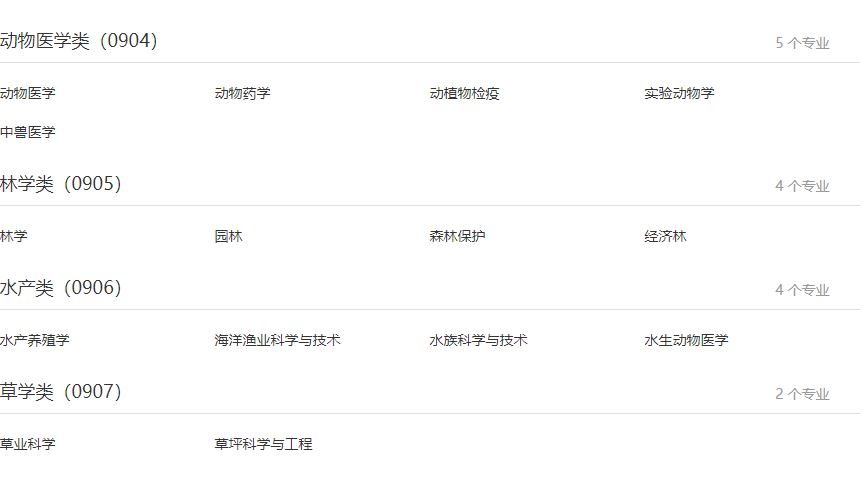 动物医学类（0904） 5 个专业
动物医学 动物药学 动植物检疫 实验动物学
中兽医学
林学类（0905） 4 个专业
林学 园林 森林保护 经济林
水产类（0906） 4 个专业
水产养殖学 海洋渔业科学与技术 水族科学与技术 水生动物医学
草学类（0907） 2 个专业
草业科学 草坪科学与工程